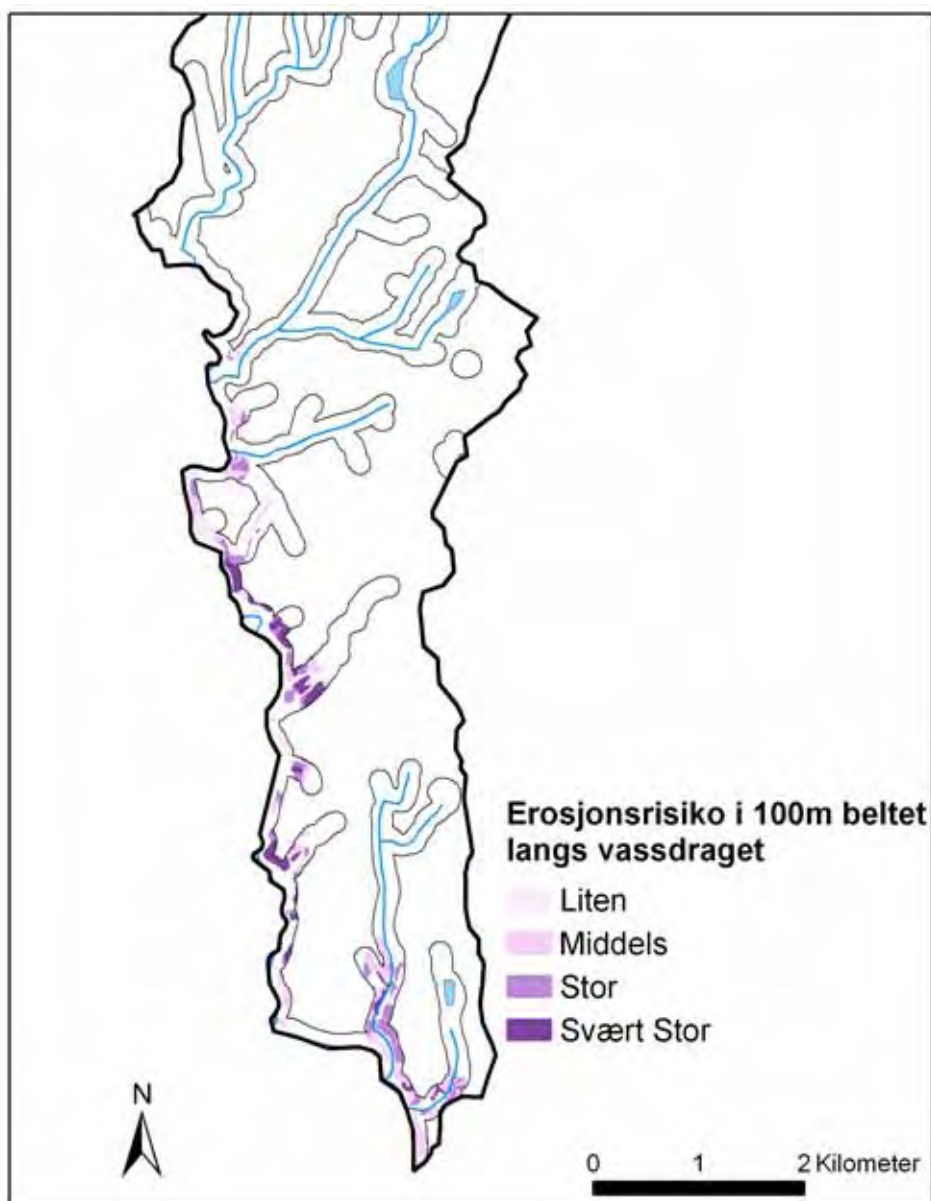 Erosjonsrisiko i 100m beltet
langs vassdraget
Liten
Middels
Stor
Svært Stor
N
0 1 2 Kilometer